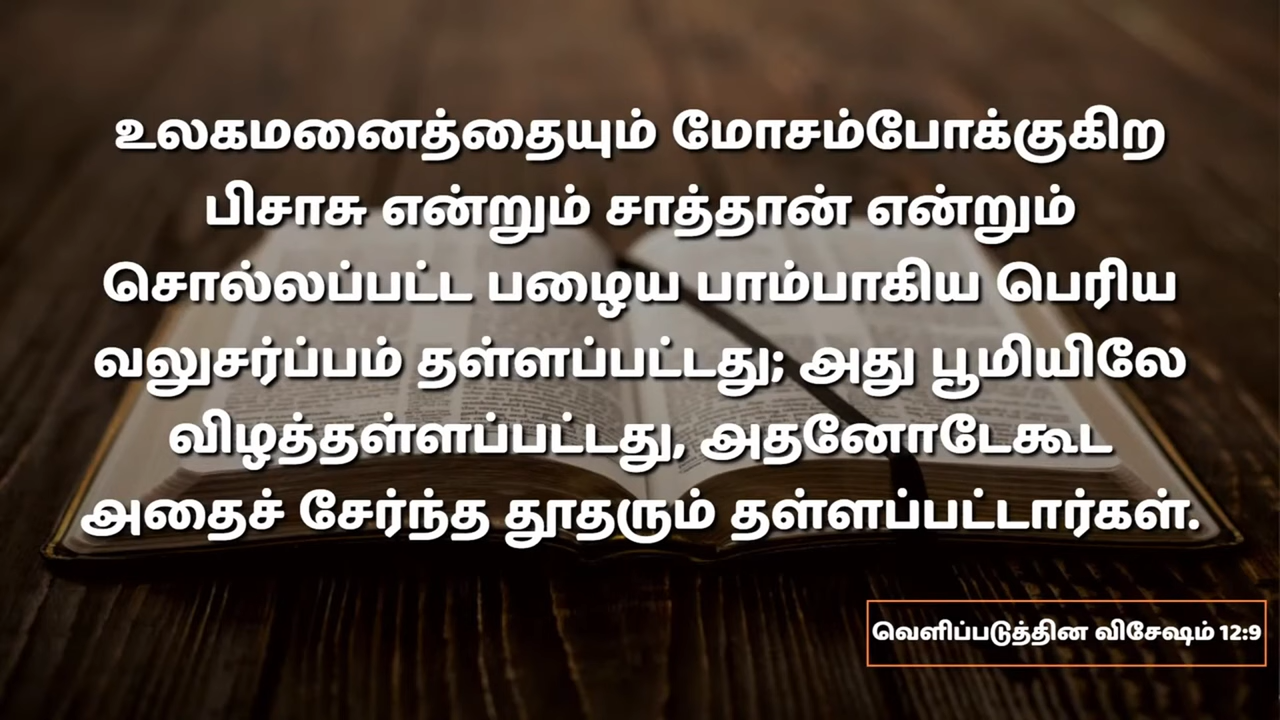 உலகமனைத்தையும் மோசம்போக்குகிற
பிசாசு என்றும் சாத்தான் என்றும்
சொல்லப்பட்ட பழைய பாம்பாகிய பெரிய
வலுசர்ப்பம் தள்ளப்பட்டது; அது பூமியிலே
விழத்தள்ளப்பட்டது, அதனோடேகூட
அதைச் சேர்ந்த தூதரும் தள்ளப்பட்டார்கள்.
வெளிப்படுத்தின விசேஷம் 12:9